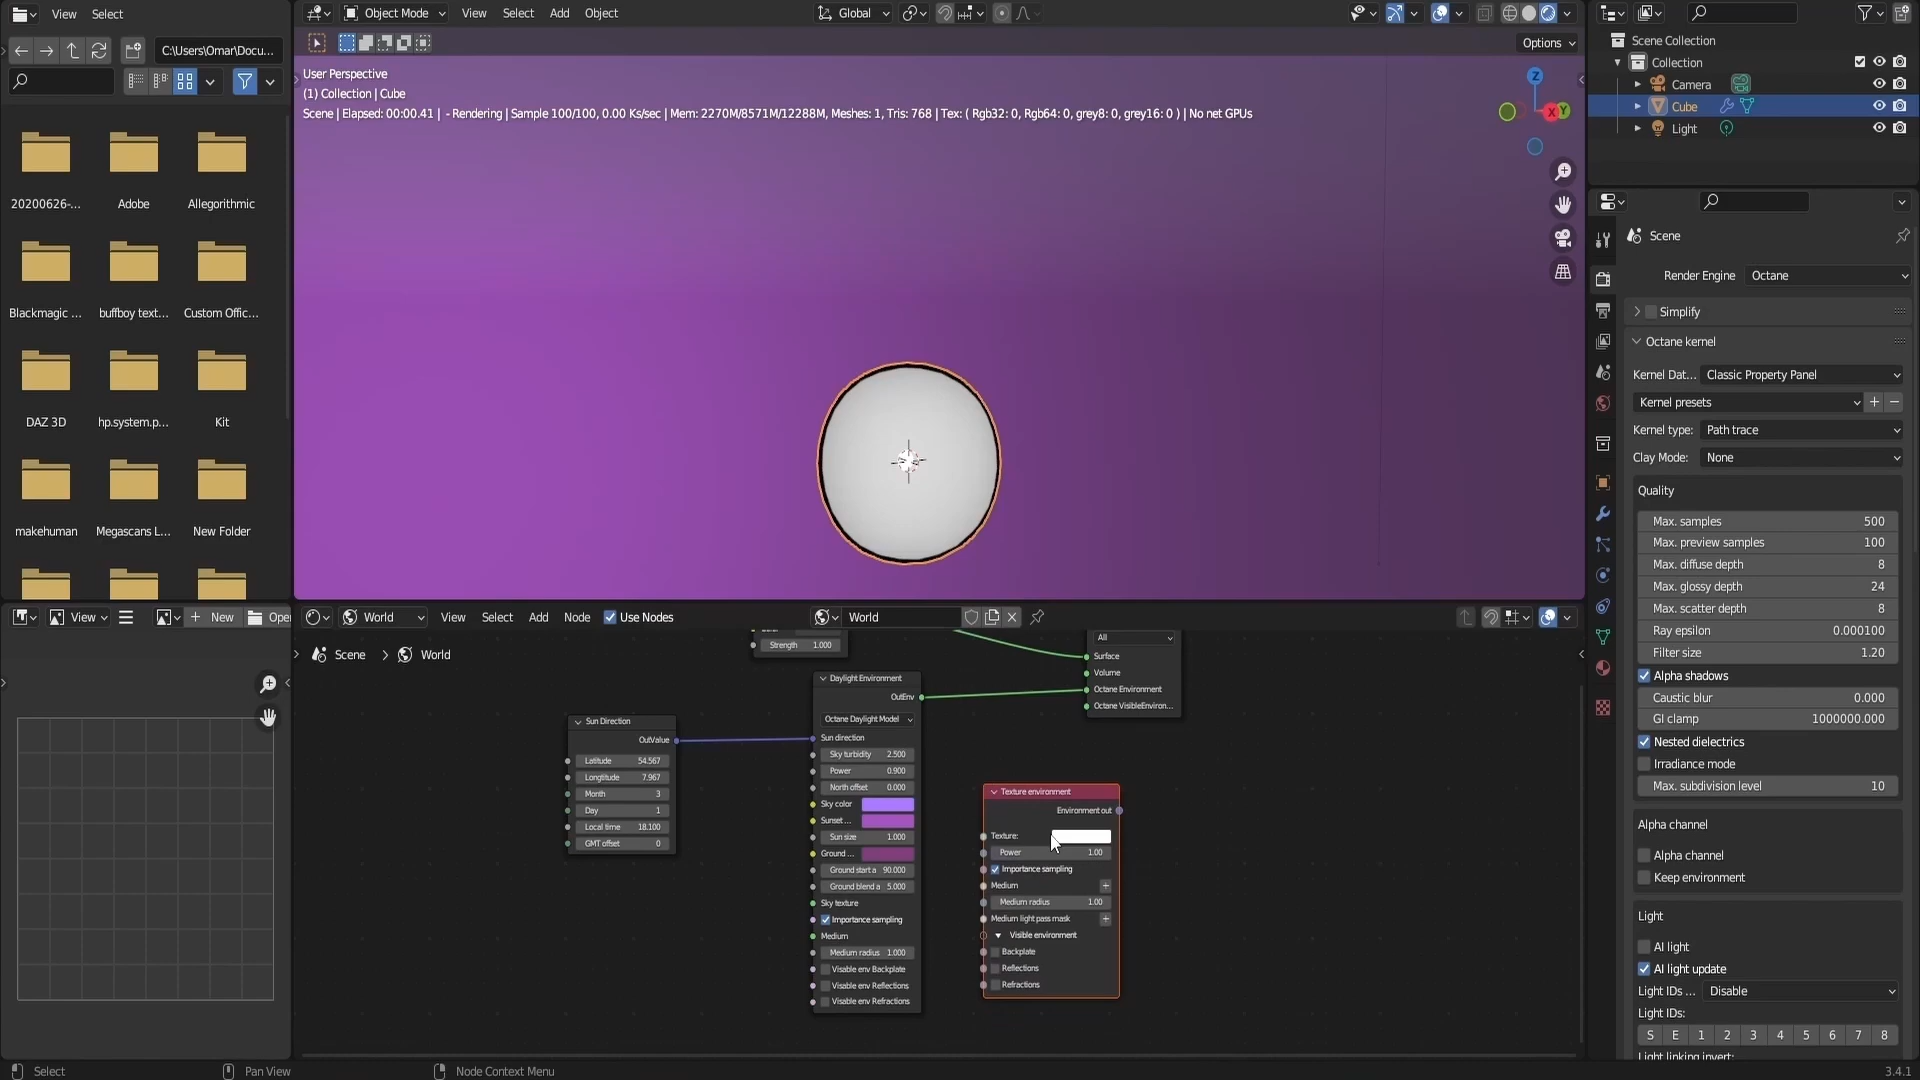 View
Select
C:\Users\Omar\Docu...
20200626-...
Adobe
Allegorithmic
Blackmagic ...
buffboy text...
Custom Offic...
DAZ 3D
hp.system.p...
Kit
makehuman
Megascans L...
New Folder
Object Mode
View
Select
Add
Object
Global
Options
User Perspective
(1) Collection | Cube
Scene | Elapsed: 00:00.41 | - Rendering | Sample 100/100, 0.00 Ks/sec | Mem: 2270M/8571M/12288M, Meshes: 1, Tris: 768 | Tex: ( Rgb32: 0, Rgb64: 0, grey8: 0, grey16: 0 ) | No net GPUs
Z
X
Y
Scene Collection
Collection
Camera
Cube
Light
Scene
Render Engine
Octane
Simplify
Octane kernel
Kernel Dat...
Classic Property Panel
Kernel presets
Kernel type:
Path trace
Clay Mode:
None
Quality
Max. samples 500
Max. preview samples 100
Max. diffuse depth 8
Max. glossy depth 24
Max. scatter depth 8
Ray epsilon 0.000100
Filter size 1.20
Alpha shadows
Caustic blur 0.000
GI clamp 1000000.000
Nested dielectrics
Irradiance mode
Max. subdivision level 10
Alpha channel
Alpha channel
Keep environment
Light
AI light
AI light update
Light IDs ...
Disable
Light IDs:
S E 1 2 3 4 5 6 7 8
Light linking invert:
View
New
Ope
World
View
Select
Add
Node
Use Nodes
World
Scene > World
Strength 1.000
All
Surface
Volume
Octane Environment
Octane VisibleEnviron...
Sun Direction
OutValue
Latitude 54.567
Longtitude 7.967
Month 3
Day 1
Local time 18.100
GMT offset 0
Daylight Environment
OutEnv
Octane Daylight Model
Sun direction
Sky turbidity 2.500
Power 0.900
North offset 0.000
Sky color
Sunset ...
Sun size 1.000
Ground ...
Ground start a 90.000
Ground blend a 5.000
Sky texture
Importance sampling
Medium
Medium radius 1.000
Visable env Backplate
Visable env Reflections
Visable env Refractions
Texture environment
Environment out
Texture:
Power 1.00
Importance sampling
Medium
Medium radius 1.00
Medium light pass mask
Visible environment
Backplate
Reflections
Refractions
Select
Pan View
Node Context Menu
3.4.1